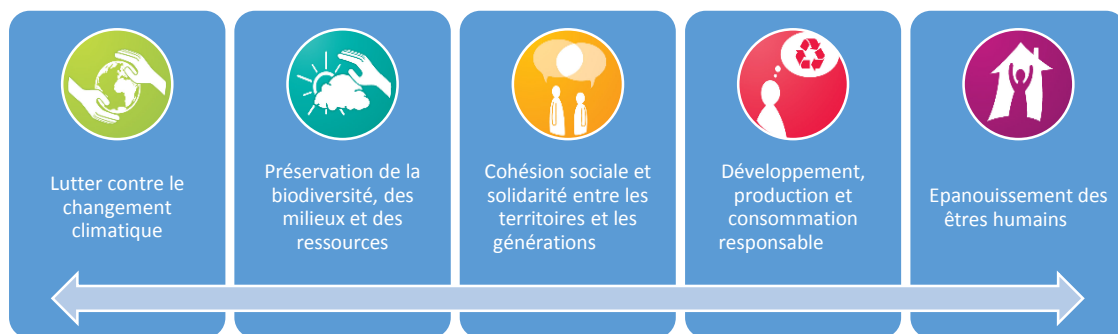 Lutter contre le
changement
climatique
Préservation de la
biodiversité, des
milieux et des
ressources
Cohésion sociale et
solidarité entre les
territoires et les
générations
Développement,
production et
consommation
responsable
Epanouissement des
êtres humains